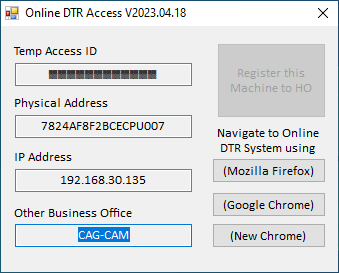 Online DTR Access V2023.04.18
Temp Access ID
Physical Address
7824AF8F2BCECPU007
IP Address
192.168.30.135
Other Business Office
CAG-CAM
Register this
Machine to HO
Navigate to Online
DTR System using
(Mozilla Firefox)
(Google Chrome)
(New Chrome)